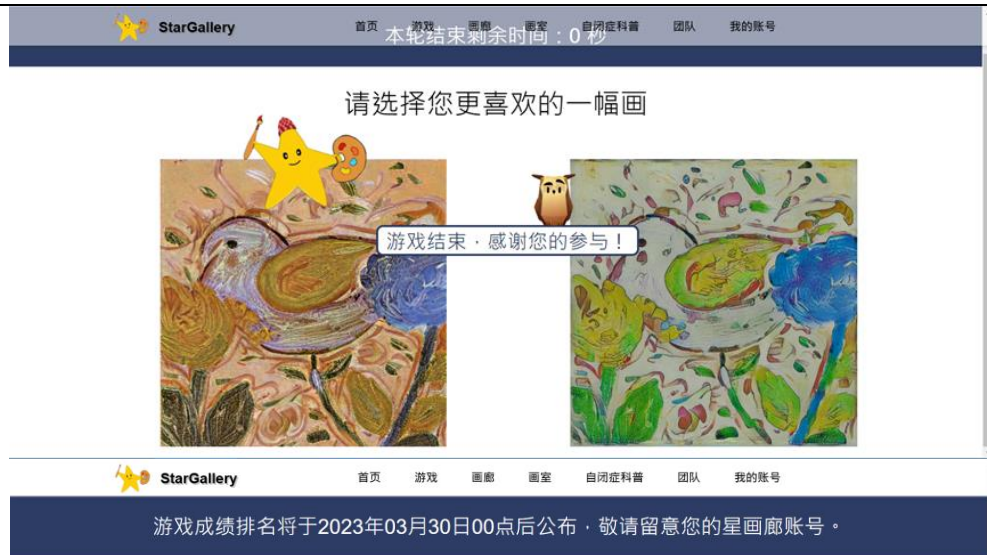 StarGallery 首页 游戏 画廊 画室 自闭症科普 团队 我的账号
本轮结束剩余时间：0 秒
请选择您更喜欢的一幅画
游戏结束，感谢您的参与！
StarGallery 首页 游戏 画廊 画室 自闭症科普 团队 我的账号
游戏成绩排名将于2023年03月30日00点后公布，敬请留意您的星画廊账号。